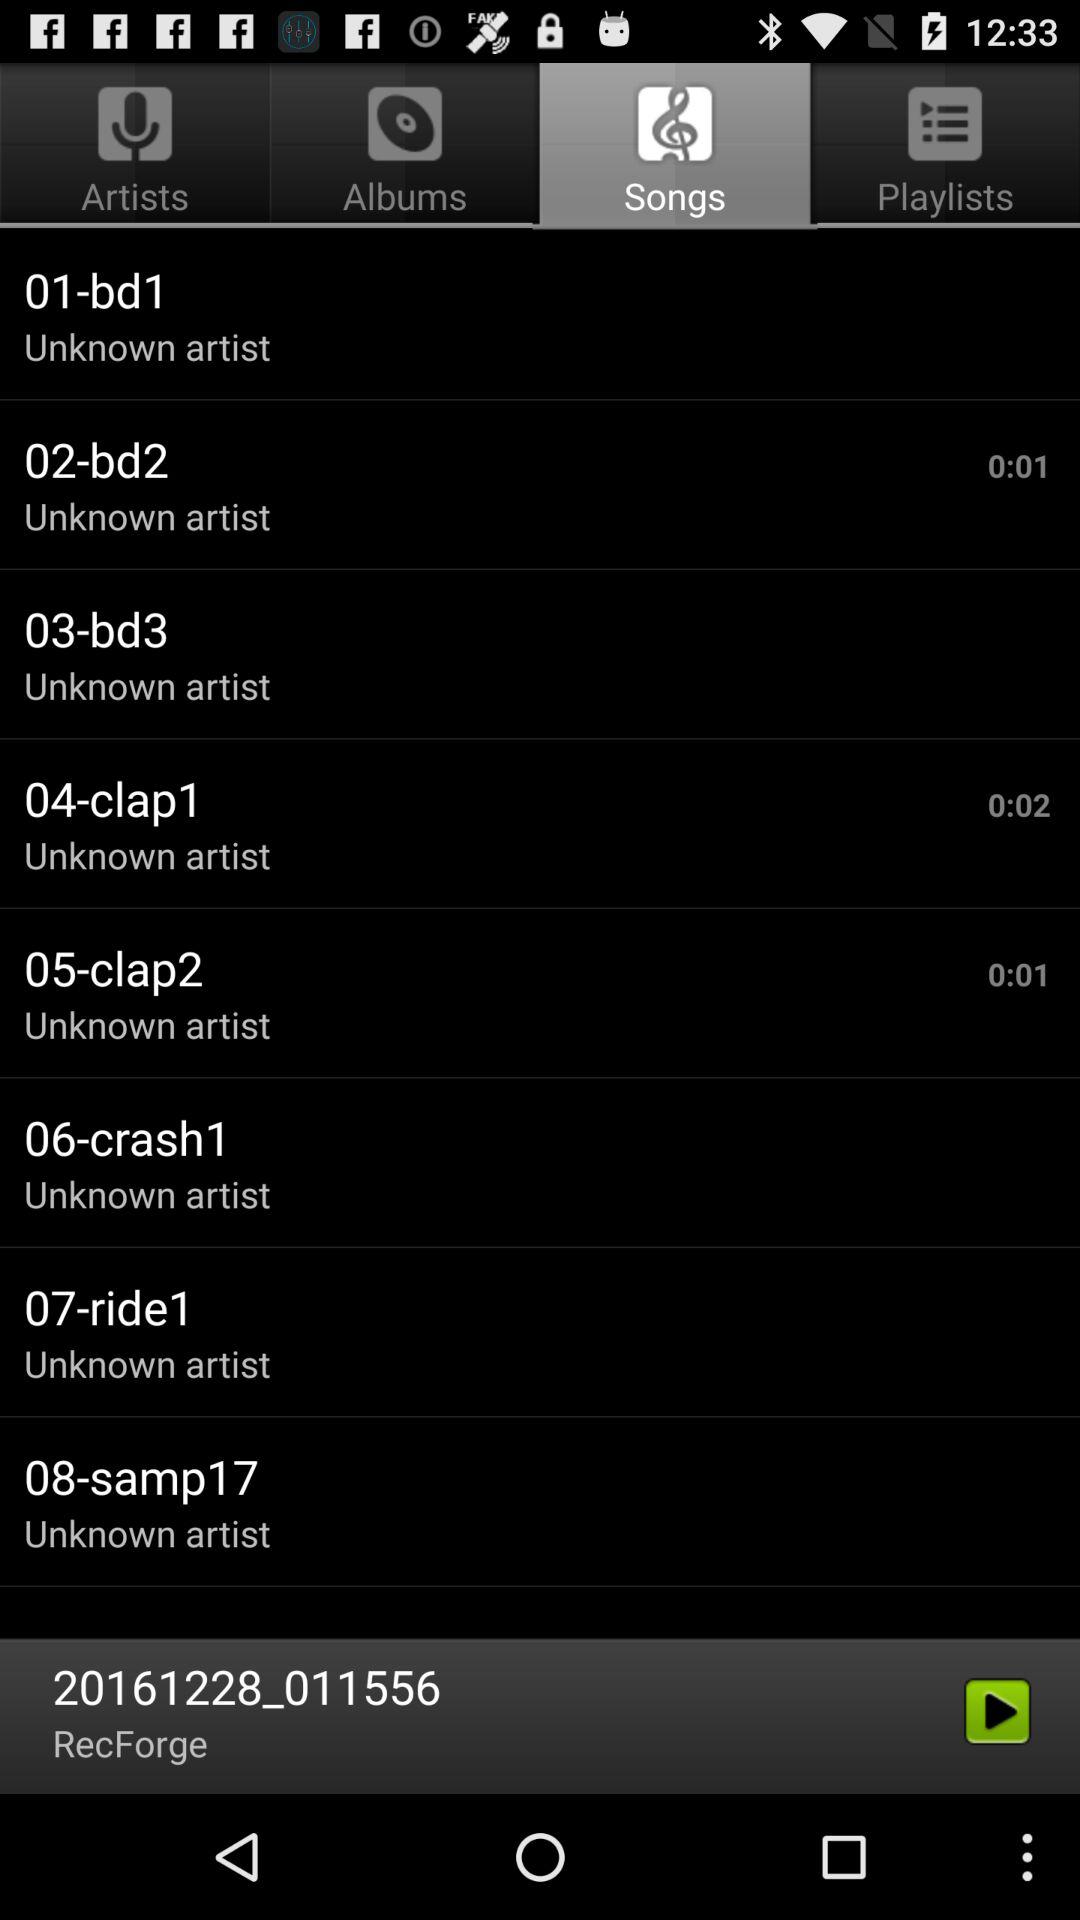 FAKE
12:33
Artists
Albums
Songs
Playlists
01-bd1
Unknown artist
02-bd2
0:01
Unknown artist
03-bd3
Unknown artist
04-clap1
0:02
Unknown artist
05-clap2
0:01
Unknown artist
06-crash1
Unknown artist
07-ride1
Unknown artist
08-samp17
Unknown artist
20161228_011556
RecForge